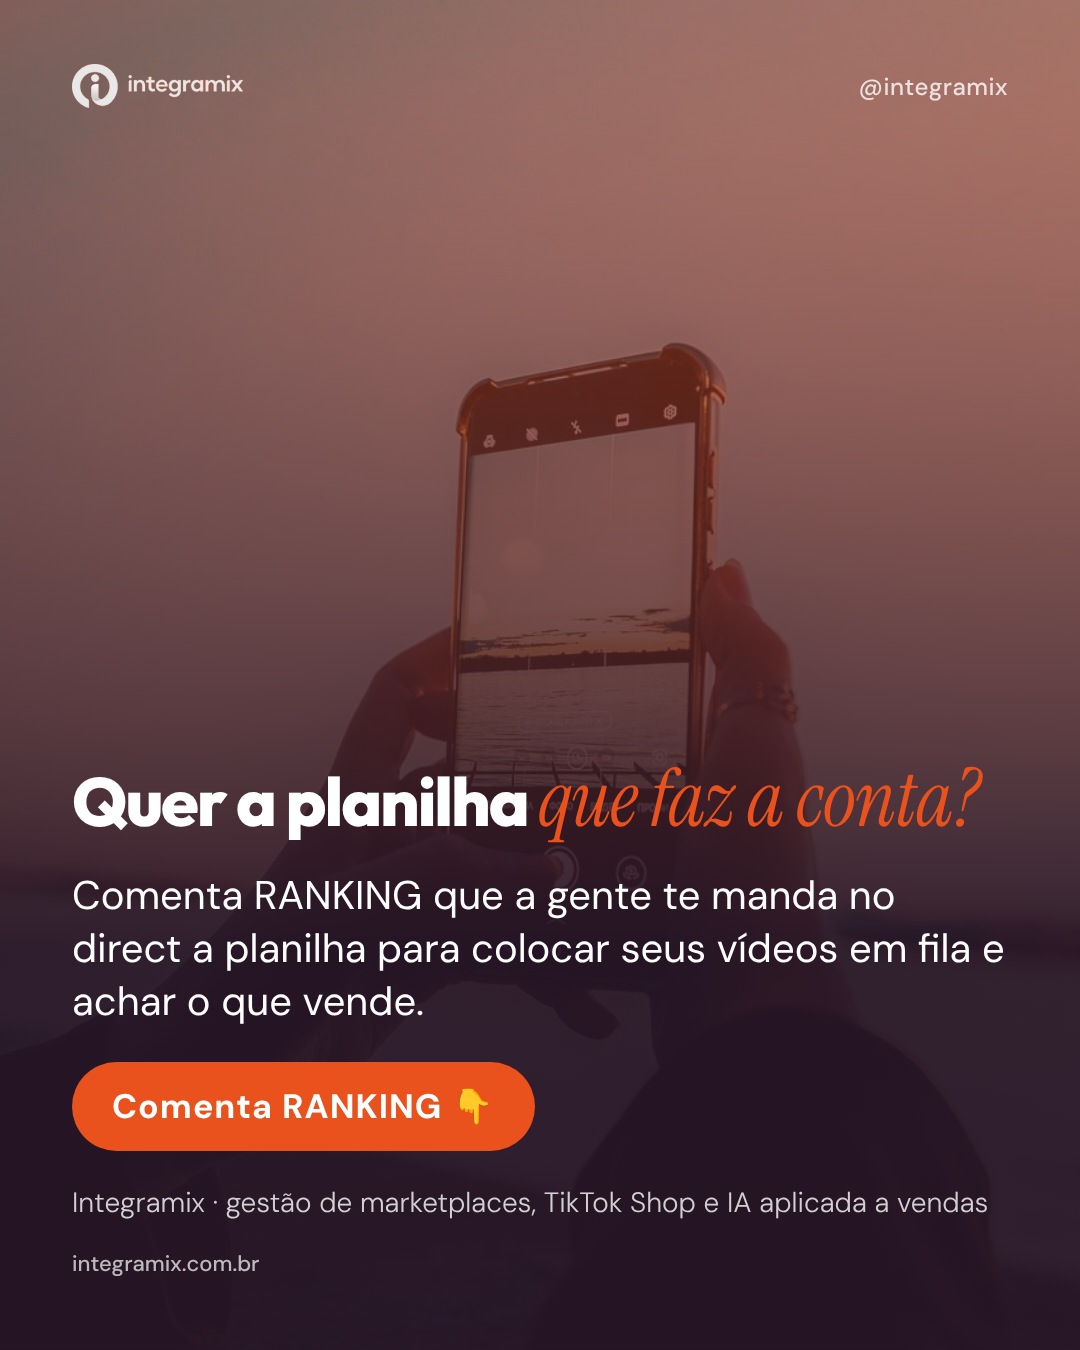 integramix
@integramix
Quer a planilha que faz a conta?
Comenta RANKING que a gente te manda no
direct a planilha para colocar seus vídeos em fila e
achar o que vende.
Comenta RANKING 👇
Integramix · gestão de marketplaces, TikTok Shop e IA aplicada a vendas
integramix.com.br